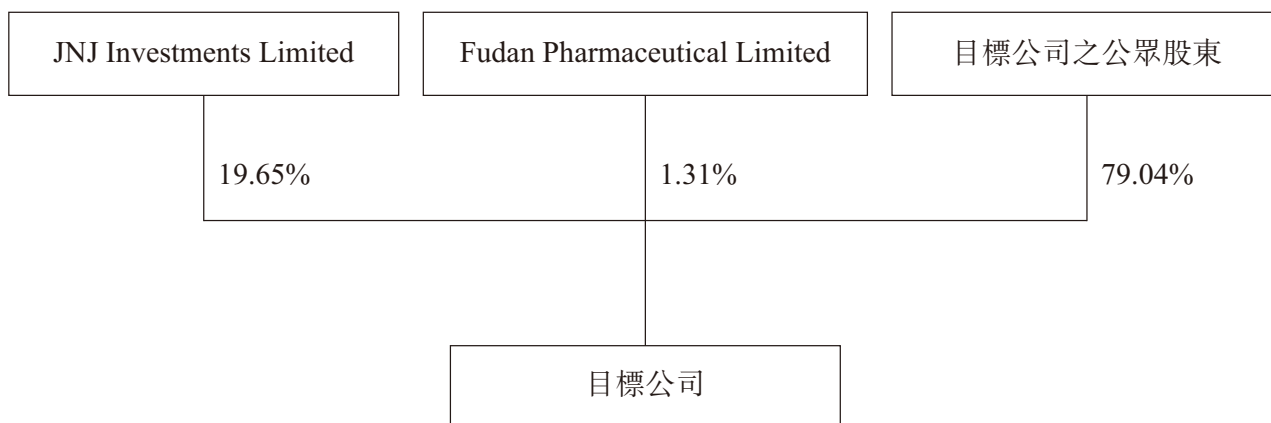 JNJ Investments Limited
Fudan Pharmaceutical Limited
目標公司之公眾股東
19.65%
1.31%
79.04%
目標公司